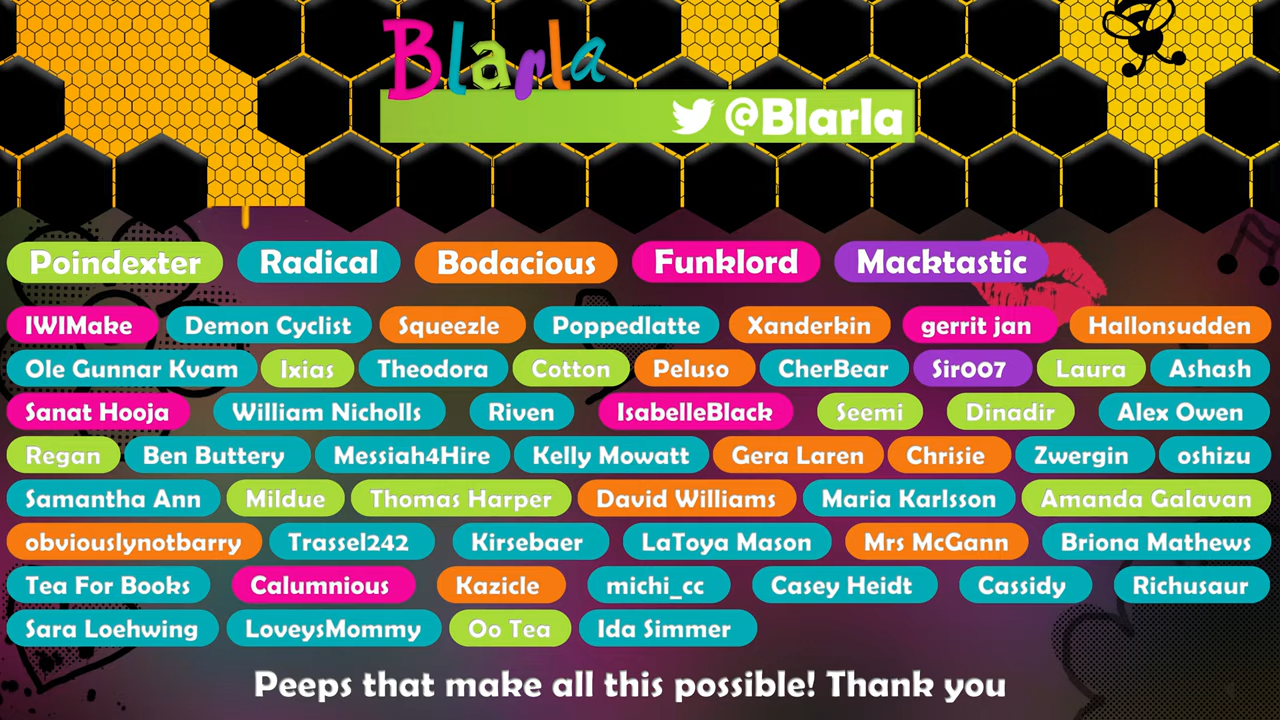 Blarla
@Blarla
Poindexter Radical Bodacious Funklord Macktastic
IWIMake Demon Cyclist Squeezle Poppedlatte Xanderkin gerrit jan Hallonsudden
Ole Gunnar Kvam Ixias Theodora Cotton Peluso CherBear Sir007 Laura Ashash
Sanat Hooja William Nicholls Riven IsabelleBlack Seemi Dinadir Alex Owen
Regan Ben Buttery Messiah4Hire Kelly Mowatt Gera Laren Chrisie Zwergin oshizu
Samantha Ann Mildue Thomas Harper David Williams Maria Karlsson Amanda Galavan
obviouslynotbarry Trassel242 Kirsebaer LaToya Mason Mrs McGann Briona Mathews
Tea For Books Calumnious Kazicle michi_cc Casey Heidt Cassidy Richusaur
Sara Loehwing LoveysMommy Oo Tea Ida Simmer
Peeps that make all this possible! Thank you